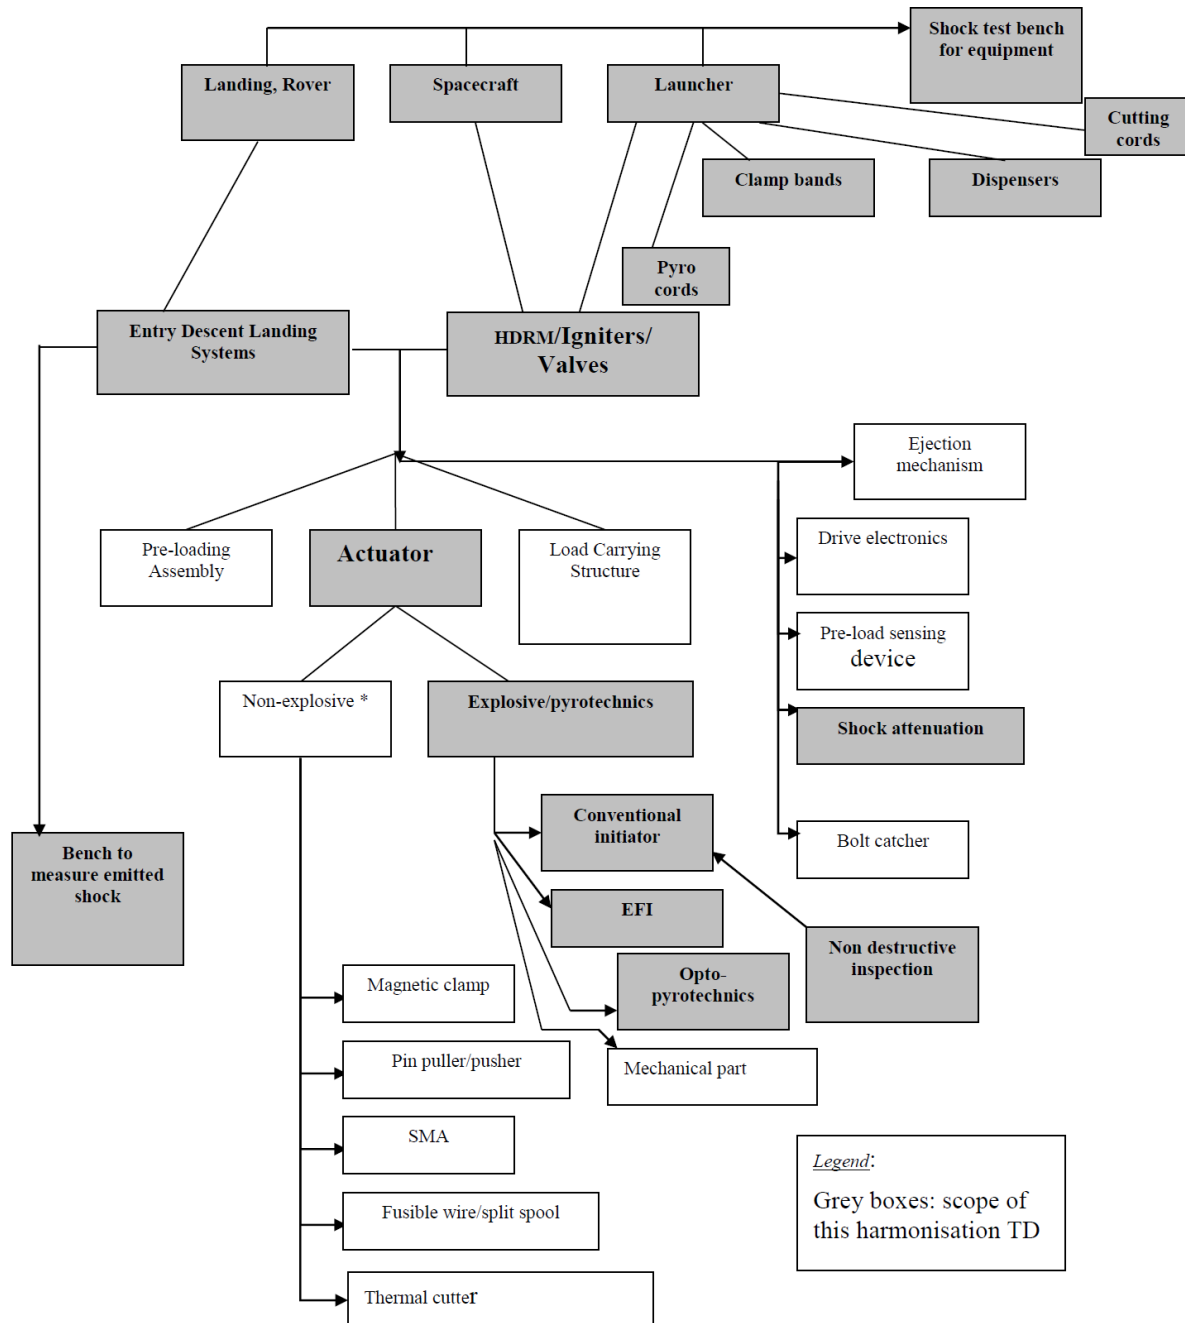 Shock test bench
for equipment
Landing, Rover
Spacecraft
Launcher
Cutting
cords
Clamp bands
Dispensers
Pyro
cords
Entry Descent Landing
Systems
HDRM/Igniters/
Valves
Ejection
mechanism
Pre-loading
Assembly
Actuator
Load Carrying
Structure
Drive electronics
Pre-load sensing
device
Non-explosive *
Explosive/pyrotechnics
Shock attenuation
Conventional
initiator
Bolt catcher
Bench to
measure emitted
shock
EFI
Non destructive
inspection
Opto-
pyrotechnics
Magnetic clamp
Mechanical part
Pin puller/pusher
SMA
Fusible wire/split spool
Thermal cutter
Legend:
Grey boxes: scope of
this harmonisation TD